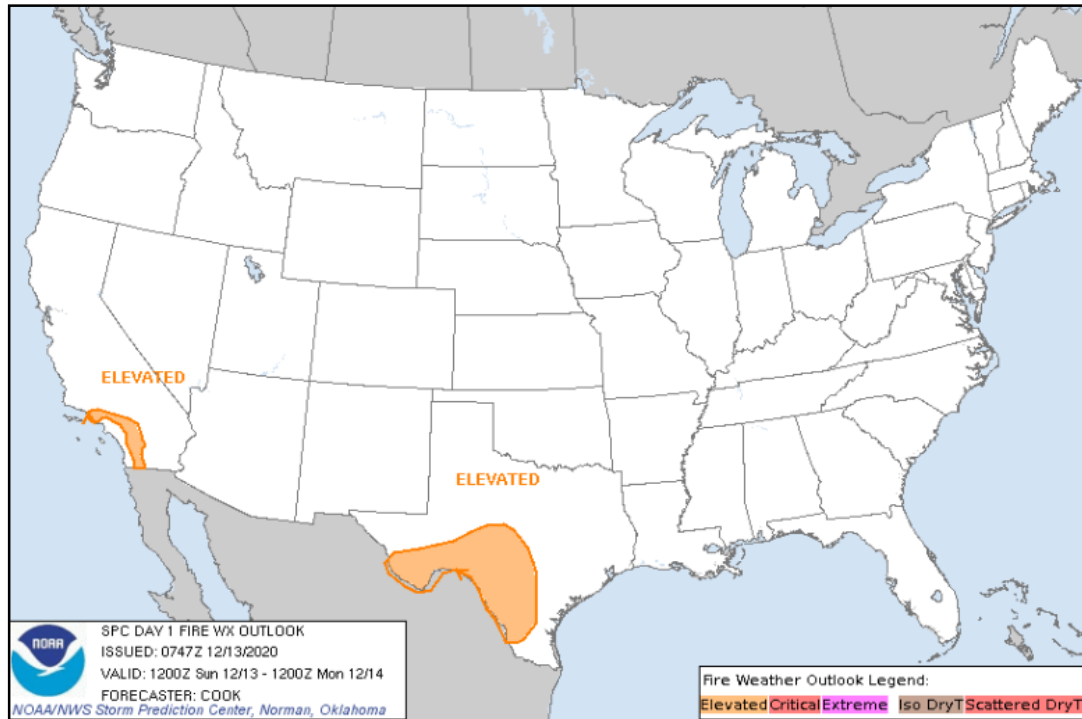 ELEVATED
ELEVATED
NOAA
SPC DAY 1 FIRE WX OUTLOOK
ISSUED: 0747Z 12/13/2020
VALID: 1200Z Sun 12/13 - 1200Z Mon 12/14
FORECASTER: COOK
NOAA/NWS Storm Prediction Center, Norman, Oklahoma
Fire Weather Outlook Legend:
Elevated Critical Extreme Iso DryT Scattered DryT